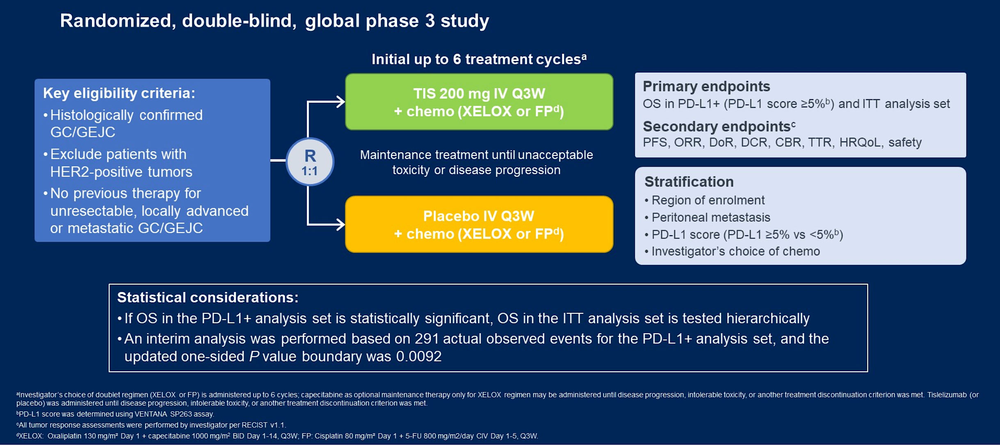 Randomized, double-blind, global phase 3 study
Key eligibility criteria:
• Histologically confirmed
GC/GEJC
• Exclude patients with
HER2-positive tumors
• No previous therapy for
unresectable, locally advanced
or metastatic GC/GEJC
R
1:1
Initial up to 6 treatment cyclesᵃ
TIS 200 mg IV Q3W
+ chemo (XELOX or FPᵈ)
Maintenance treatment until unacceptable
toxicity or disease progression
Placebo IV Q3W
+ chemo (XELOX or FPᵈ)
Primary endpoints
OS in PD-L1+ (PD-L1 score ≥5%ᵇ) and ITT analysis set
Secondary endpointsᶜ
PFS, ORR, DoR, DCR, CBR, TTR, HRQoL, safety
Stratification
• Region of enrolment
• Peritoneal metastasis
• PD-L1 score (PD-L1 ≥5% vs <5%ᵇ)
• Investigator’s choice of chemo
Statistical considerations:
• If OS in the PD-L1+ analysis set is statistically significant, OS in the ITT analysis set is tested hierarchically
• An interim analysis was performed based on 291 actual observed events for the PD-L1+ analysis set, and the
updated one-sided P value boundary was 0.0092
ᵃInvestigator’s choice of doublet regimen (XELOX or FP) is administered up to 6 cycles; capecitabine as optional maintenance therapy only for XELOX regimen may be administered until disease progression, intolerable toxicity, or another treatment discontinuation criterion was met. Tislelizumab (or
placebo) was administered until disease progression, intolerable toxicity, or another treatment discontinuation criterion was met.
ᵇPD-L1 score was determined using VENTANA SP263 assay.
ᶜAll tumor response assessments were performed by investigator per RECIST v1.1.
ᵈXELOX: Oxaliplatin 130 mg/m² Day 1 + capecitabine 1000 mg/m² BID Day 1-14, Q3W; FP: Cisplatin 80 mg/m² Day 1 + 5-FU 800 mg/m2/day CIV Day 1-5, Q3W.